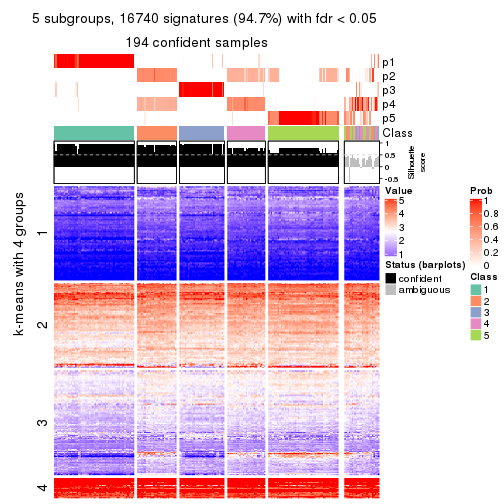 5 subgroups, 16740 signatures (94.7%) with fdr < 0.05
194 confident samples
p1
p2
p3
p4
p5
Class
1
0.5
0
-0.5
Silhouette
score
k-means with 4 groups
1
2
3
4
Value
5
4
3
2
1
Status (barplots)
confident
ambiguous
Prob
1
0.8
0.6
0.4
0.2
0
Class
1
2
3
4
5